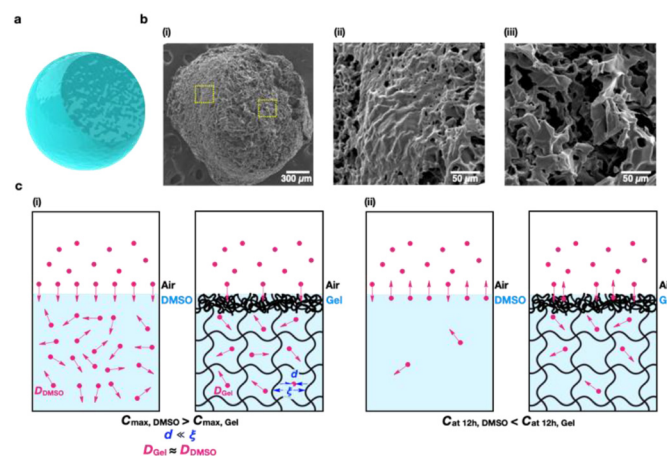 a
b
(i)
(ii)
(iii)
300 μm
50 μm
50 μm
c
(i)
(ii)
Air
DMSO
Air
Gel
Air
DMSO
Air
G
D_DMSO
D_Gel
d
ξ
C_max, DMSO > C_max, Gel
d ≪ ξ
D_Gel ≈ D_DMSO
C_at 12h, DMSO < C_at 12h, Gel